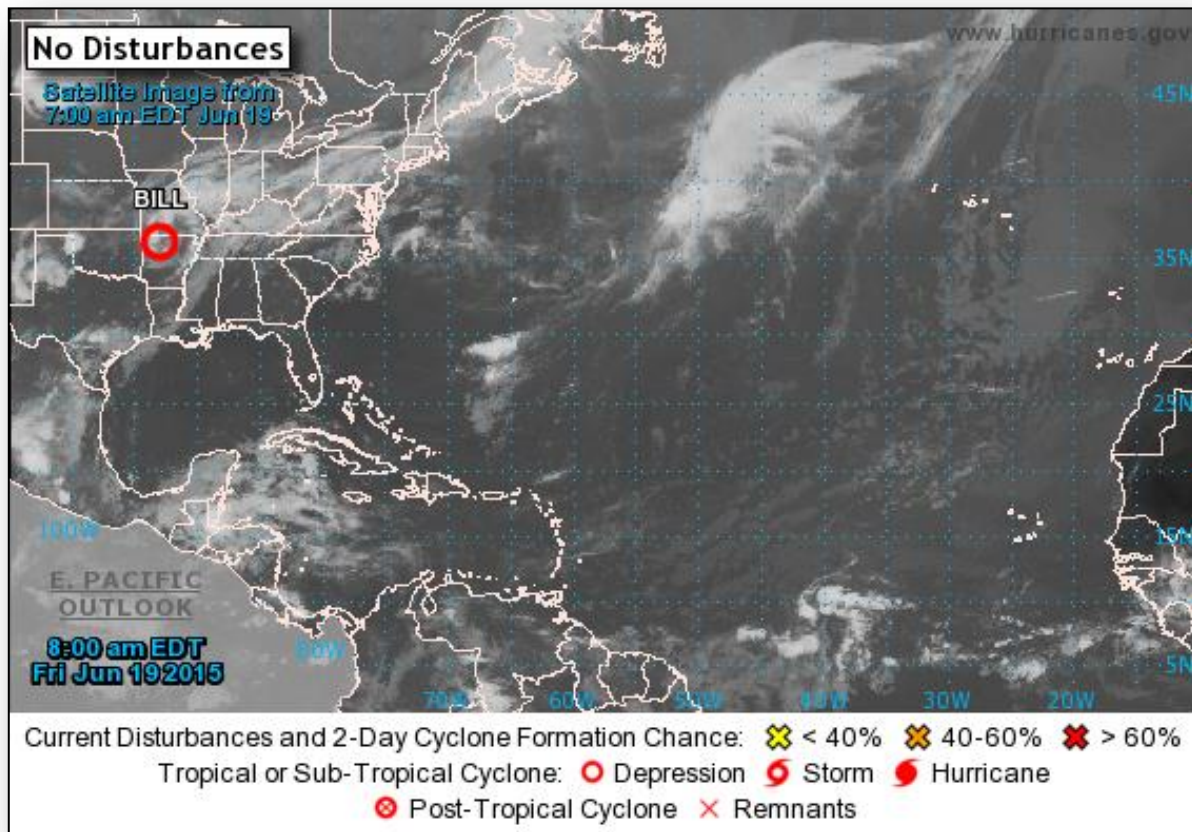 No Disturbances
www.hurricanes.gov
Satellite Image from
7:00 am EDT Jun 19
45N
BILL
35N
25N
100W
15N
E. PACIFIC
OUTLOOK
8:00 am EDT
Fri Jun 19 2015
80W
5N
70W 60W 50W 40W 30W 20W
Current Disturbances and 2-Day Cyclone Formation Chance: < 40% 40-60% > 60%
Tropical or Sub-Tropical Cyclone: Depression Storm Hurricane
Post-Tropical Cyclone Remnants